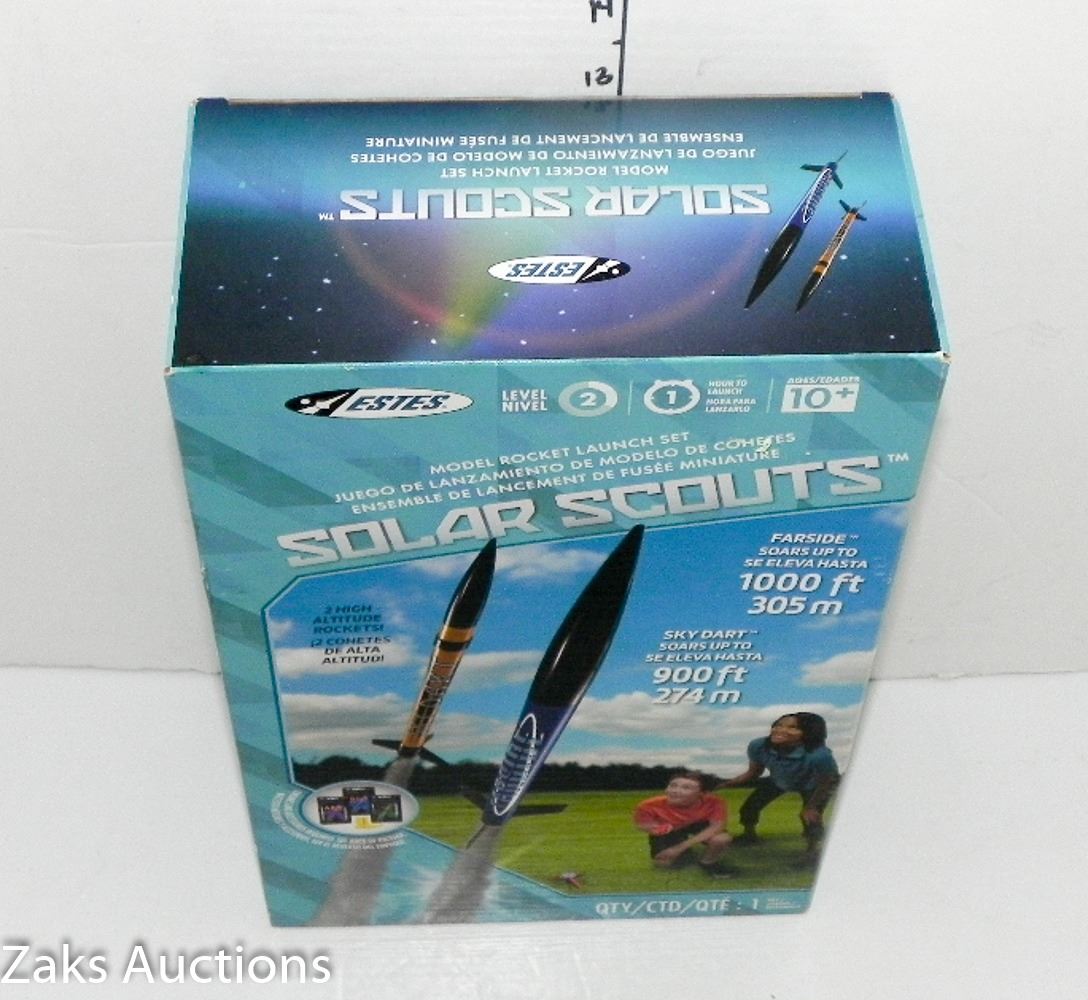 14
13
ENSEMBLE DE LANCEMENT DE FUSÉE MINIATURE
JUEGO DE LANZAMIENTO DE MODELO DE COHETES
MODEL ROCKET LAUNCH SET
SOLAR SCOUTS™
ESTES
ESTES
LEVEL
NIVEL
2
1
HOUR TO
LAUNCH
HORA PARA
LANZARLO
AGES/EDADES
10+
MODEL ROCKET LAUNCH SET
JUEGO DE LANZAMIENTO DE MODELO DE COHETES
ENSEMBLE DE LANCEMENT DE FUSÉE MINIATURE
SOLAR SCOUTS™
FARSIDE™
SOARS UP TO
SE ELEVA HASTA
1000 ft
305 m
2 HIGH
ALTITUDE
ROCKETS!
¡2 COHETES
DE ALTA
ALTITUD!
SKY DART™
SOARS UP TO
SE ELEVA HASTA
900 ft
274 m
QTY/CTD/QTÉ : 1
Zaks Auctions